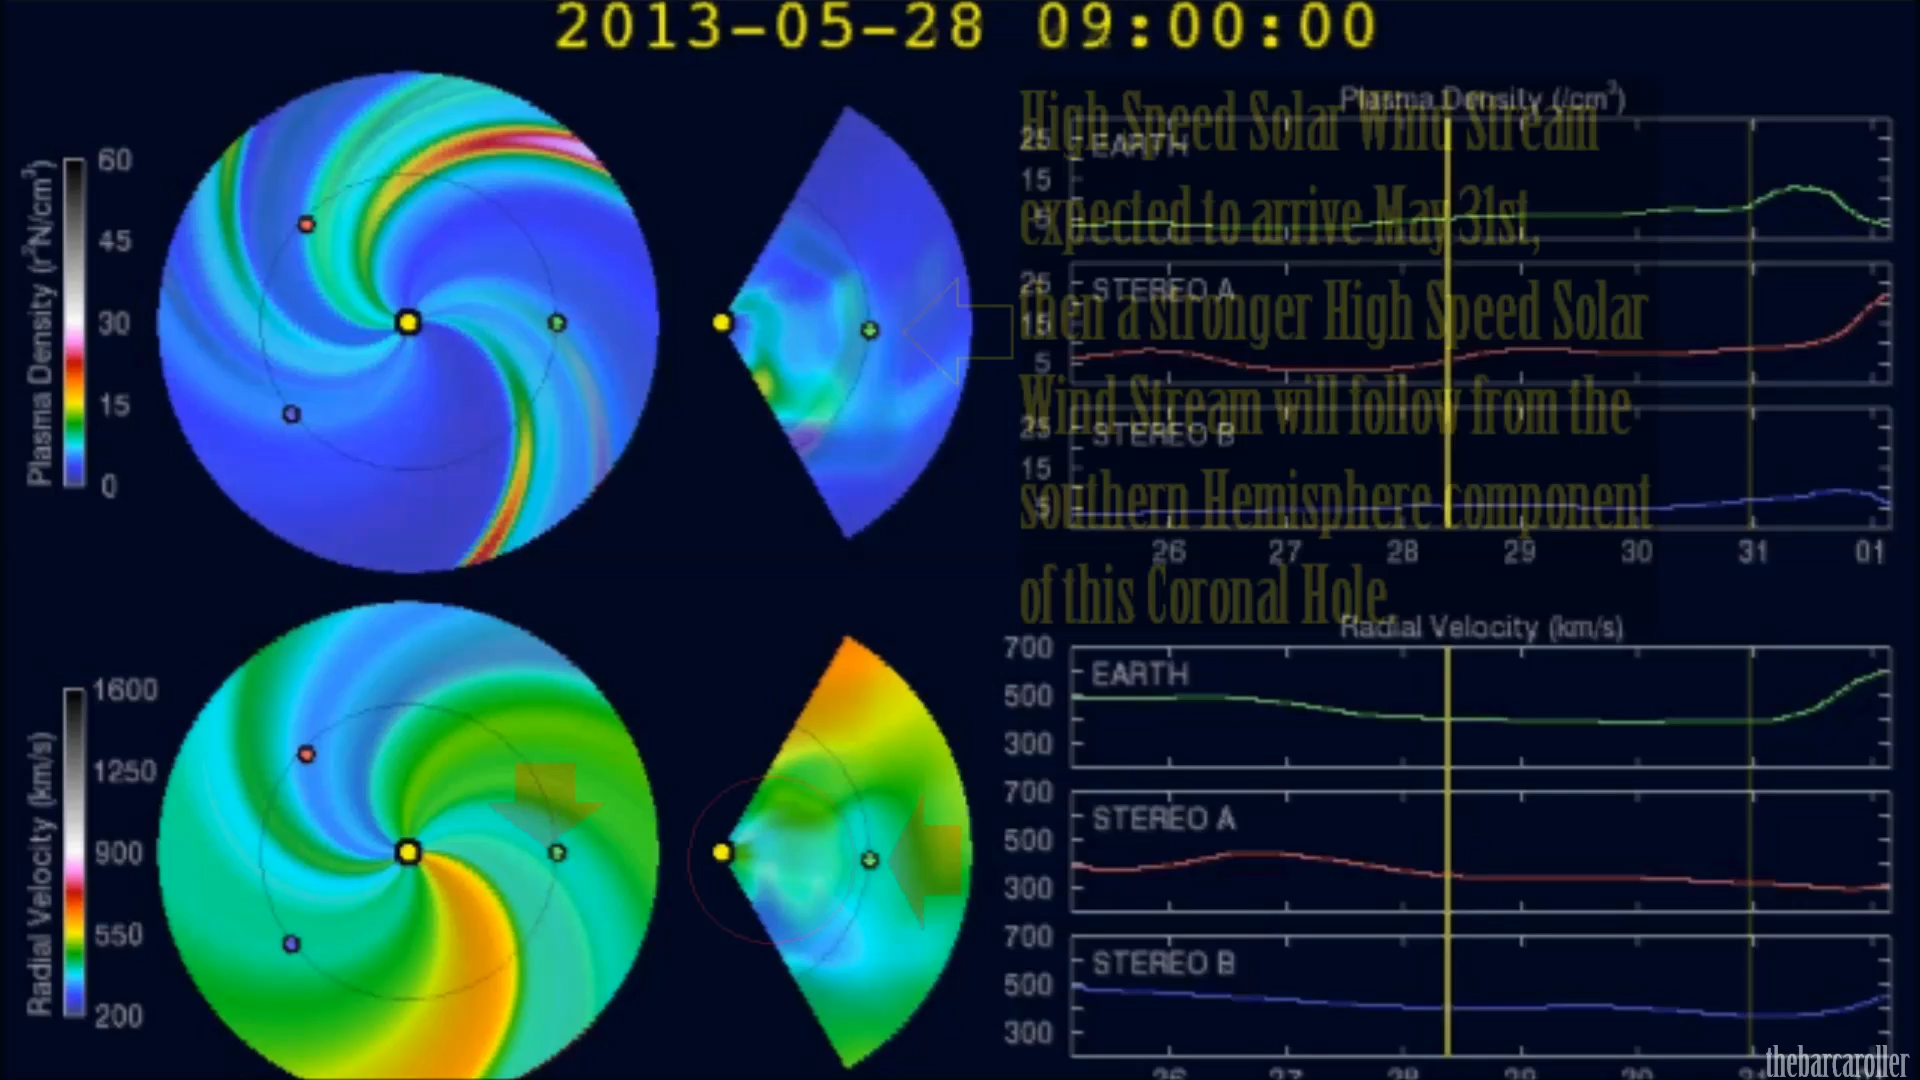 2013-05-28 09:00:00
Plasma Density (r²N/cm³)
60
45
30
15
0
High Speed Solar Wind Stream
expected to arrive May 31st,
then a stronger High Speed Solar
Wind Stream will follow from the
southern Hemisphere component
of this Coronal Hole.
Plasma Density (/cm³)
EARTH
25
15
5
STEREO A
25
15
5
STEREO B
25
15
5
26 27 28 29 30 31 01
Radial Velocity (km/s)
1600
1250
900
550
200
Radial Velocity (km/s)
EARTH
700
500
300
STEREO A
700
500
300
STEREO B
700
500
300
thebarcaroller